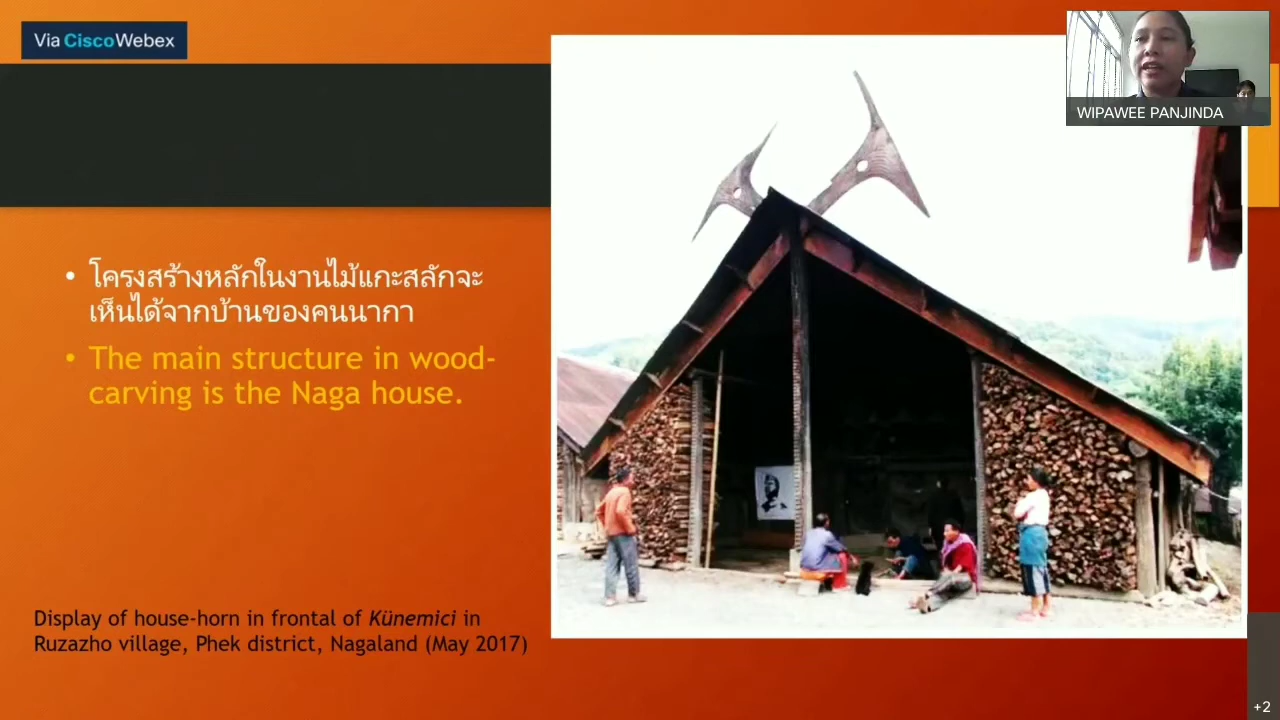 Via CiscoWebex
WIPAWEE PANJINDA
• โครงสร้างหลักในงานไม้แกะสลักจะ
เห็นได้จากบ้านของคนนากา
• The main structure in wood-
carving is the Naga house.
Display of house-horn in frontal of Künemici in
Ruzazho village, Phek district, Nagaland (May 2017)
+2